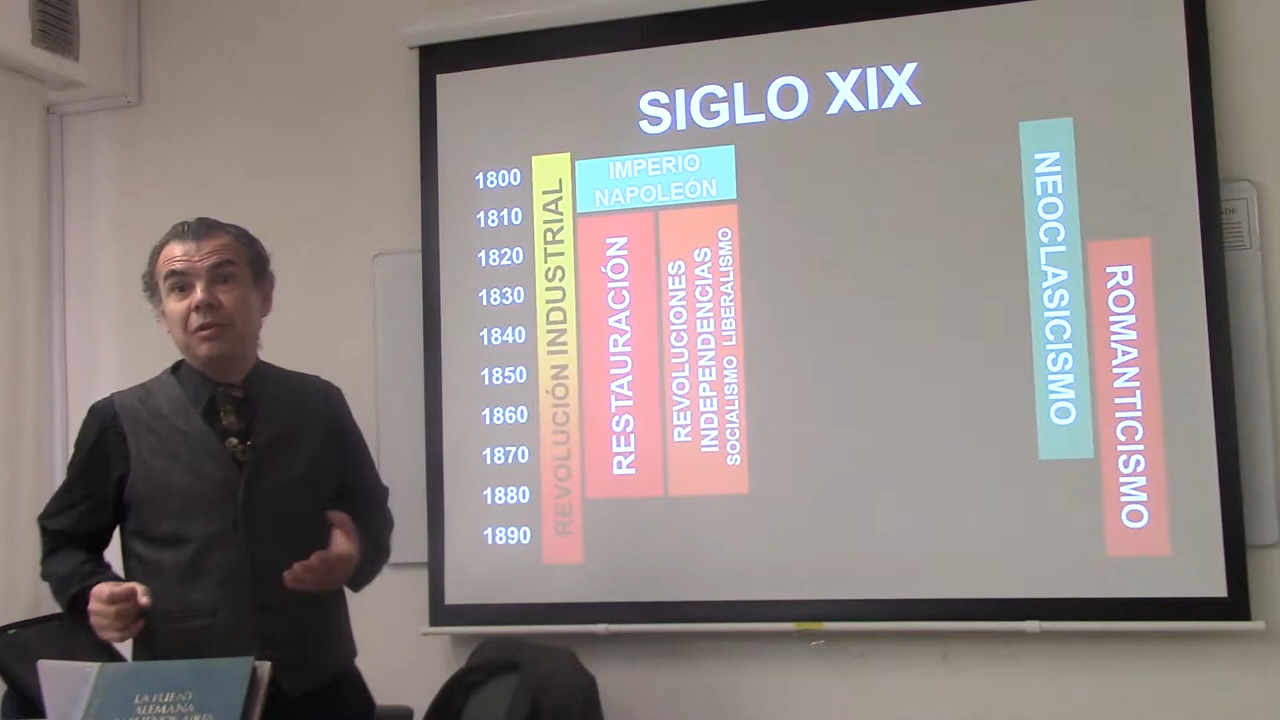 SIGLO XIX
1800
1810
1820
1830
1840
1850
1860
1870
1880
1890
REVOLUCIÓN INDUSTRIAL
IMPERIO
NAPOLEÓN
RESTAURACIÓN
REVOLUCIONES
INDEPENDENCIAS
SOCIALISMO LIBERALISMO
NEOCLASICISMO
ROMANTICISMO
LA
ALEMANA
AIRES